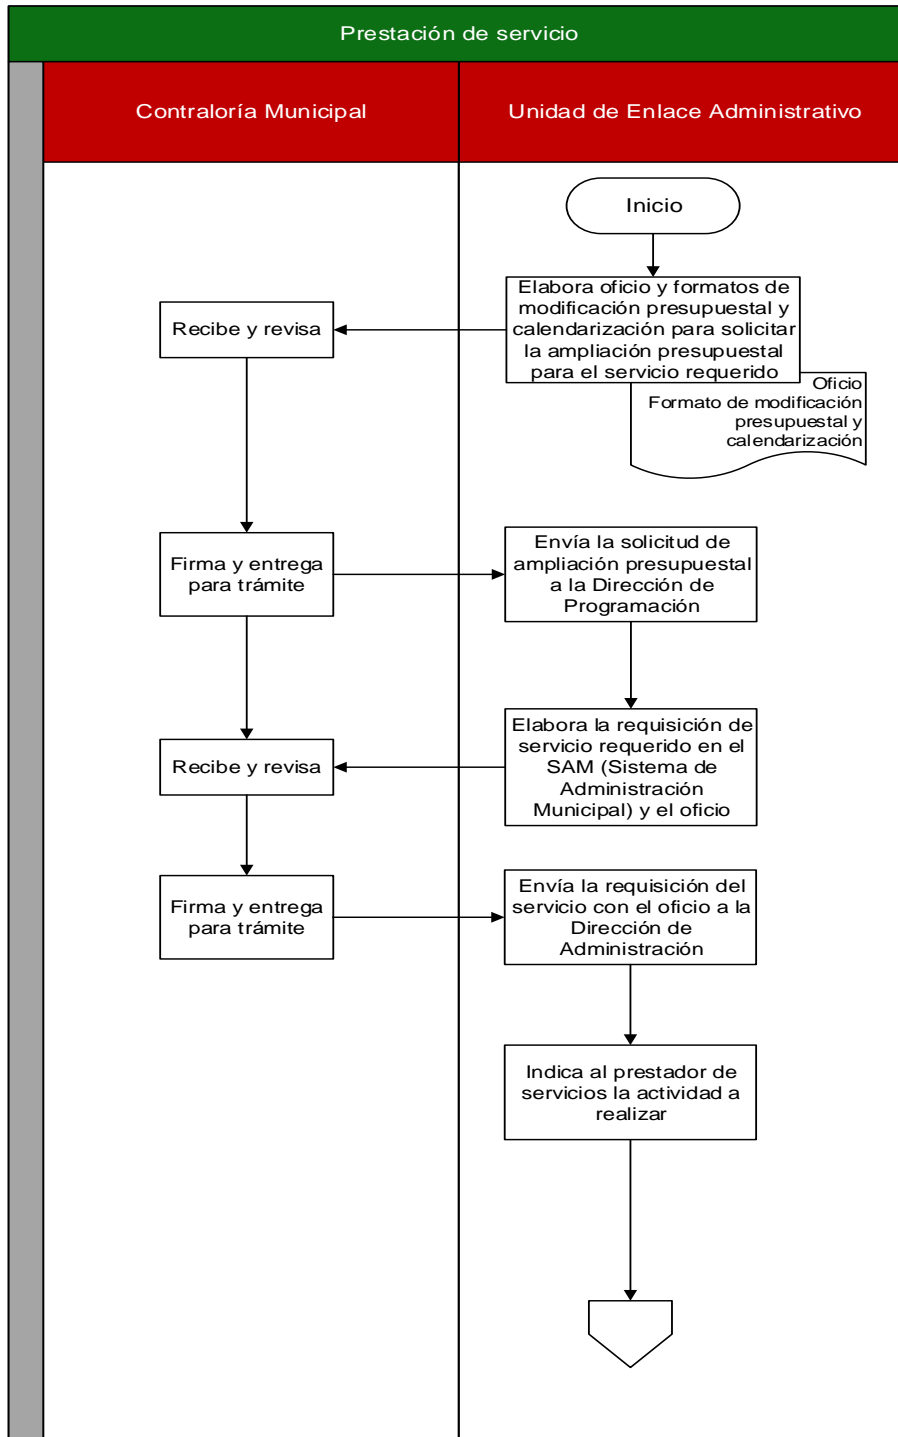 Prestación de servicio
Contraloría Municipal
Unidad de Enlace Administrativo
Inicio
Elabora oficio y formatos de
modificación presupuestal y
calendarización para solicitar
la ampliación presupuestal
para el servicio requerido
Recibe y revisa
Oficio
Formato de modificación
presupuestal y
calendarización
Firma y entrega
para trámite
Envía la solicitud de
ampliación presupuestal
a la Dirección de
Programación
Elabora la requisición de
servicio requerido en el
SAM (Sistema de
Administración
Municipal) y el oficio
Recibe y revisa
Firma y entrega
para trámite
Envía la requisición del
servicio con el oficio a la
Dirección de
Administración
Indica al prestador de
servicios la actividad a
realizar